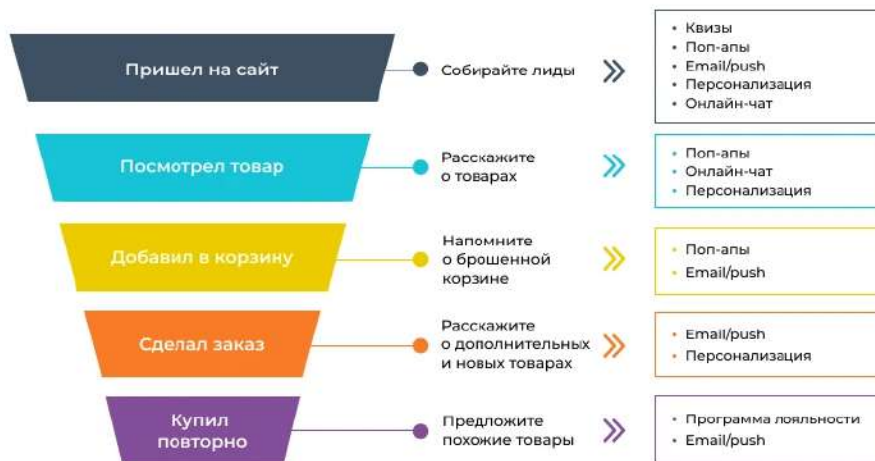 Пришел на сайт
Собирайте лиды
• Квизы
• Поп-апы
• Email/push
• Персонализация
• Онлайн-чат
Посмотрел товар
Расскажите
о товарах
• Поп-апы
• Онлайн-чат
• Персонализация
Добавил в корзину
Напомните
о брошенной
корзине
• Поп-апы
• Email/push
Сделал заказ
Расскажите
о дополнительных
и новых товарах
• Email/push
• Персонализация
Купил
повторно
Предложите
похожие товары
• Программа лояльности
• Email/push